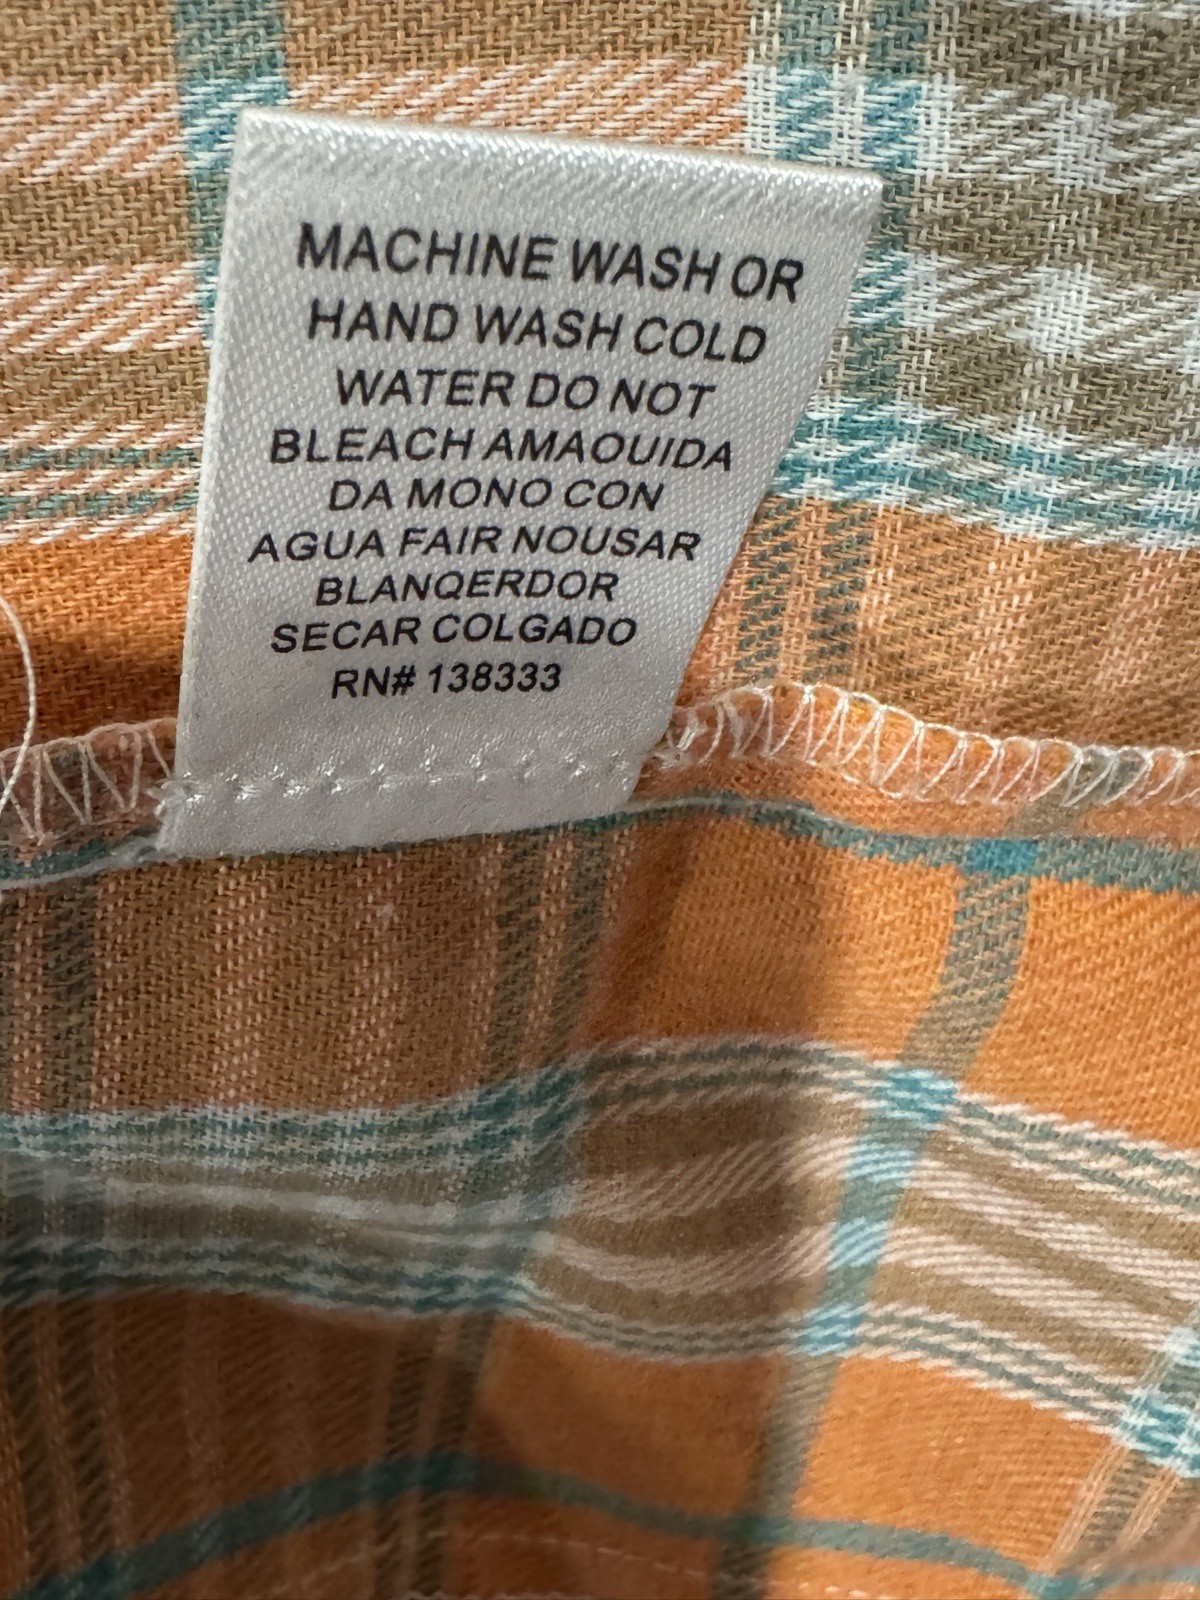 MACHINE WASH OR
HAND WASH COLD
WATER DO NOT
BLEACH AMAOUIDA
DA MONO CON
AGUA FAIR NOUSAR
BLANQERDOR
SECAR COLGADO
RN# 138333